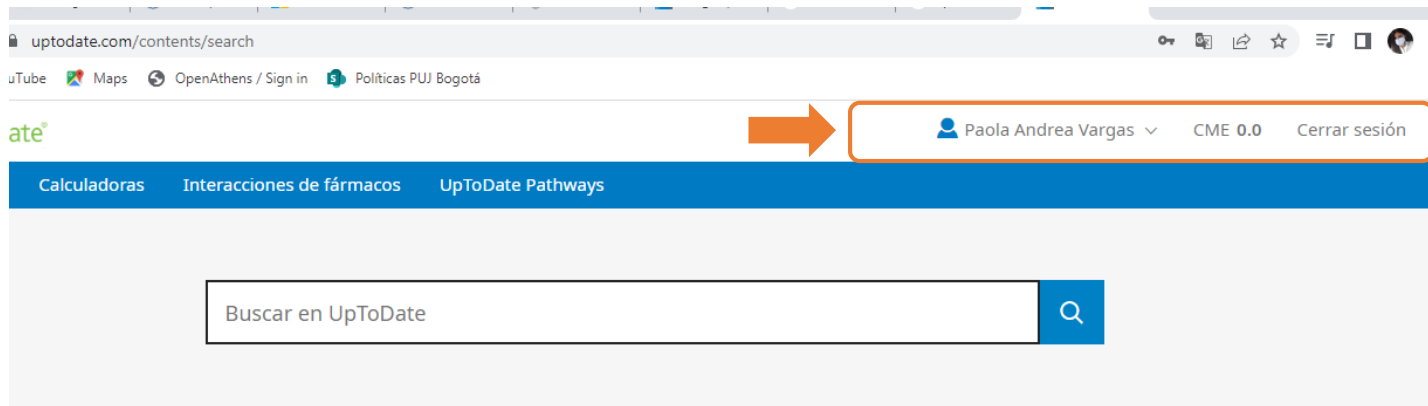 uptodate.com/contents/search
uTube Maps OpenAthens / Sign in Políticas PUJ Bogotá
ate® Paola Andrea Vargas CME 0.0 Cerrar sesión
Calculadoras Interacciones de fármacos UpToDate Pathways
Buscar en UpToDate